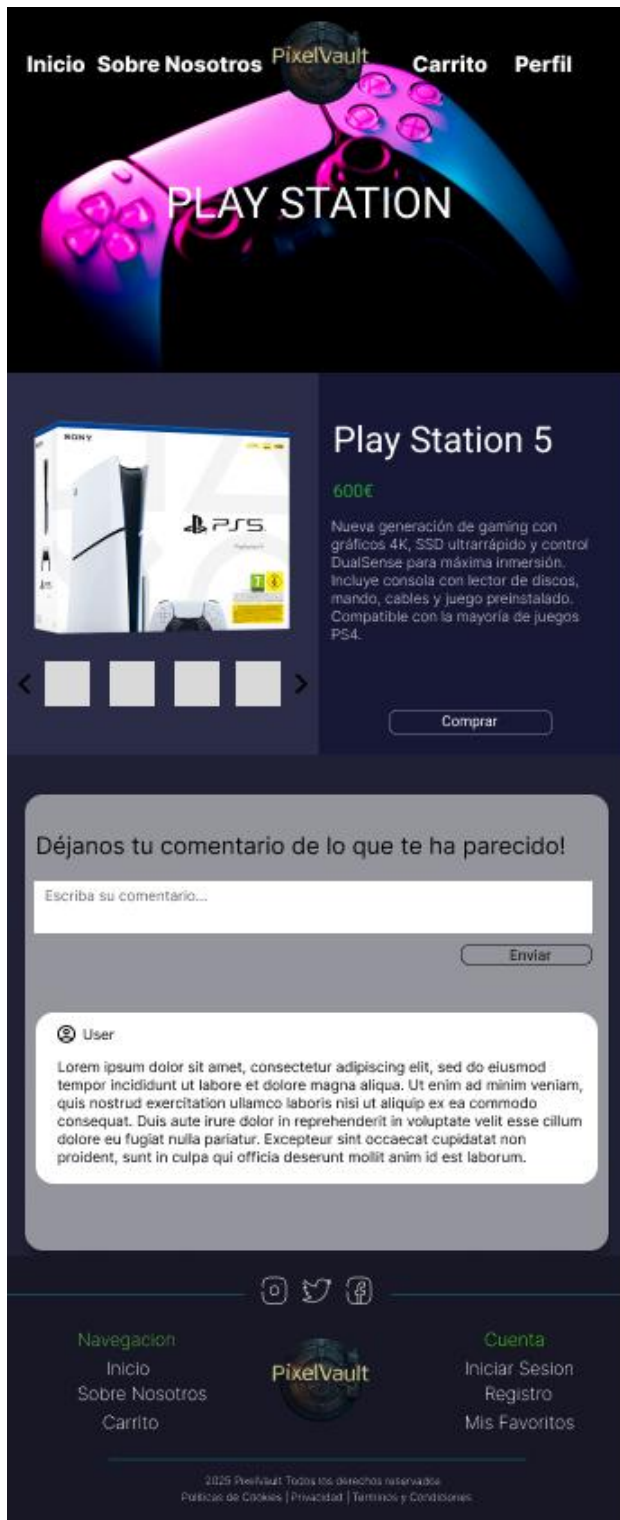 Inicio Sobre Nosotros PixelVault Carrito Perfil
PLAY STATION
SONY
PS5
Play Station 5
600€
Nueva generación de gaming con
gráficos 4K, SSD ultrarrápido y control
DualSense para máxima inmersión.
Incluye consola con lector de discos,
mando, cables y juego preinstalado.
Compatible con la mayoría de juegos
PS4.
Comprar
Déjanos tu comentario de lo que te ha parecido!
Escriba su comentario...
Enviar
User
Lorem ipsum dolor sit amet, consectetur adipiscing elit, sed do eiusmod
tempor incididunt ut labore et dolore magna aliqua. Ut enim ad minim veniam,
quis nostrud exercitation ullamco laboris nisi ut aliquip ex ea commodo
consequat. Duis aute irure dolor in reprehenderit in voluptate velit esse cillum
dolore eu fugiat nulla pariatur. Excepteur sint occaecat cupidatat non
proident, sunt in culpa qui officia deserunt mollit anim id est laborum.
Navegacion
Inicio
Sobre Nosotros
Carrito
PixelVault
Cuenta
Iniciar Sesion
Registro
Mis Favoritos
2025 PixelVault Todos los derechos reservados
Politicas de Cookies | Privacidad | Terminos y Condiciones